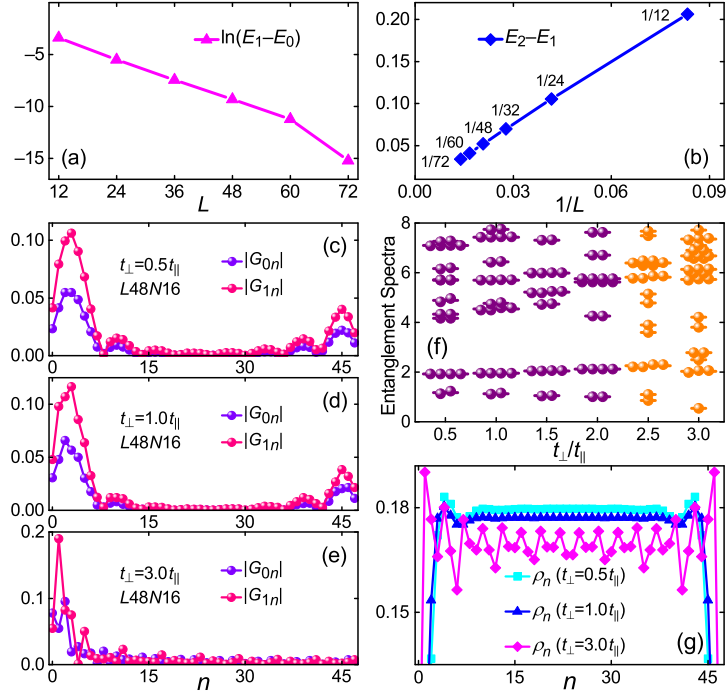 −5
−10
−15
ln(E₁–E₀)
(a)
12 24 36 48 60 72
L
0.20
0.15
0.10
0.05
E₂–E₁
1/12
1/24
1/32
1/48
1/60
1/72
(b)
0.00 0.03 0.06 0.09
1/L
0.10
0.05
0.00
t⊥=0.5t∥
L48N16
|G₀ₙ|
|G₁ₙ|
(c)
0 15 30 45
0.10
0.05
0.00
t⊥=1.0t∥
L48N16
|G₀ₙ|
|G₁ₙ|
(d)
0 15 30 45
0.2
0.1
0.0
t⊥=3.0t∥
L48N16
|G₀ₙ|
|G₁ₙ|
(e)
0 15 30 45
n
Entanglement Spectra
8
6
4
2
0
(f)
0.5 1.0 1.5 2.0 2.5 3.0
t⊥/t∥
0.18
0.15
ρₙ (t⊥=0.5t∥)
ρₙ (t⊥=1.0t∥)
ρₙ (t⊥=3.0t∥)
(g)
0 15 30 45
n